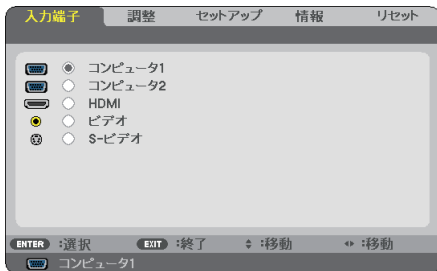 入力端子 調整 セットアップ 情報 リセット
コンピュータ1
コンピュータ2
HDMI
ビデオ
S-ビデオ
ENTER :選択 EXIT :終了 :移動 :移動
コンピュータ1